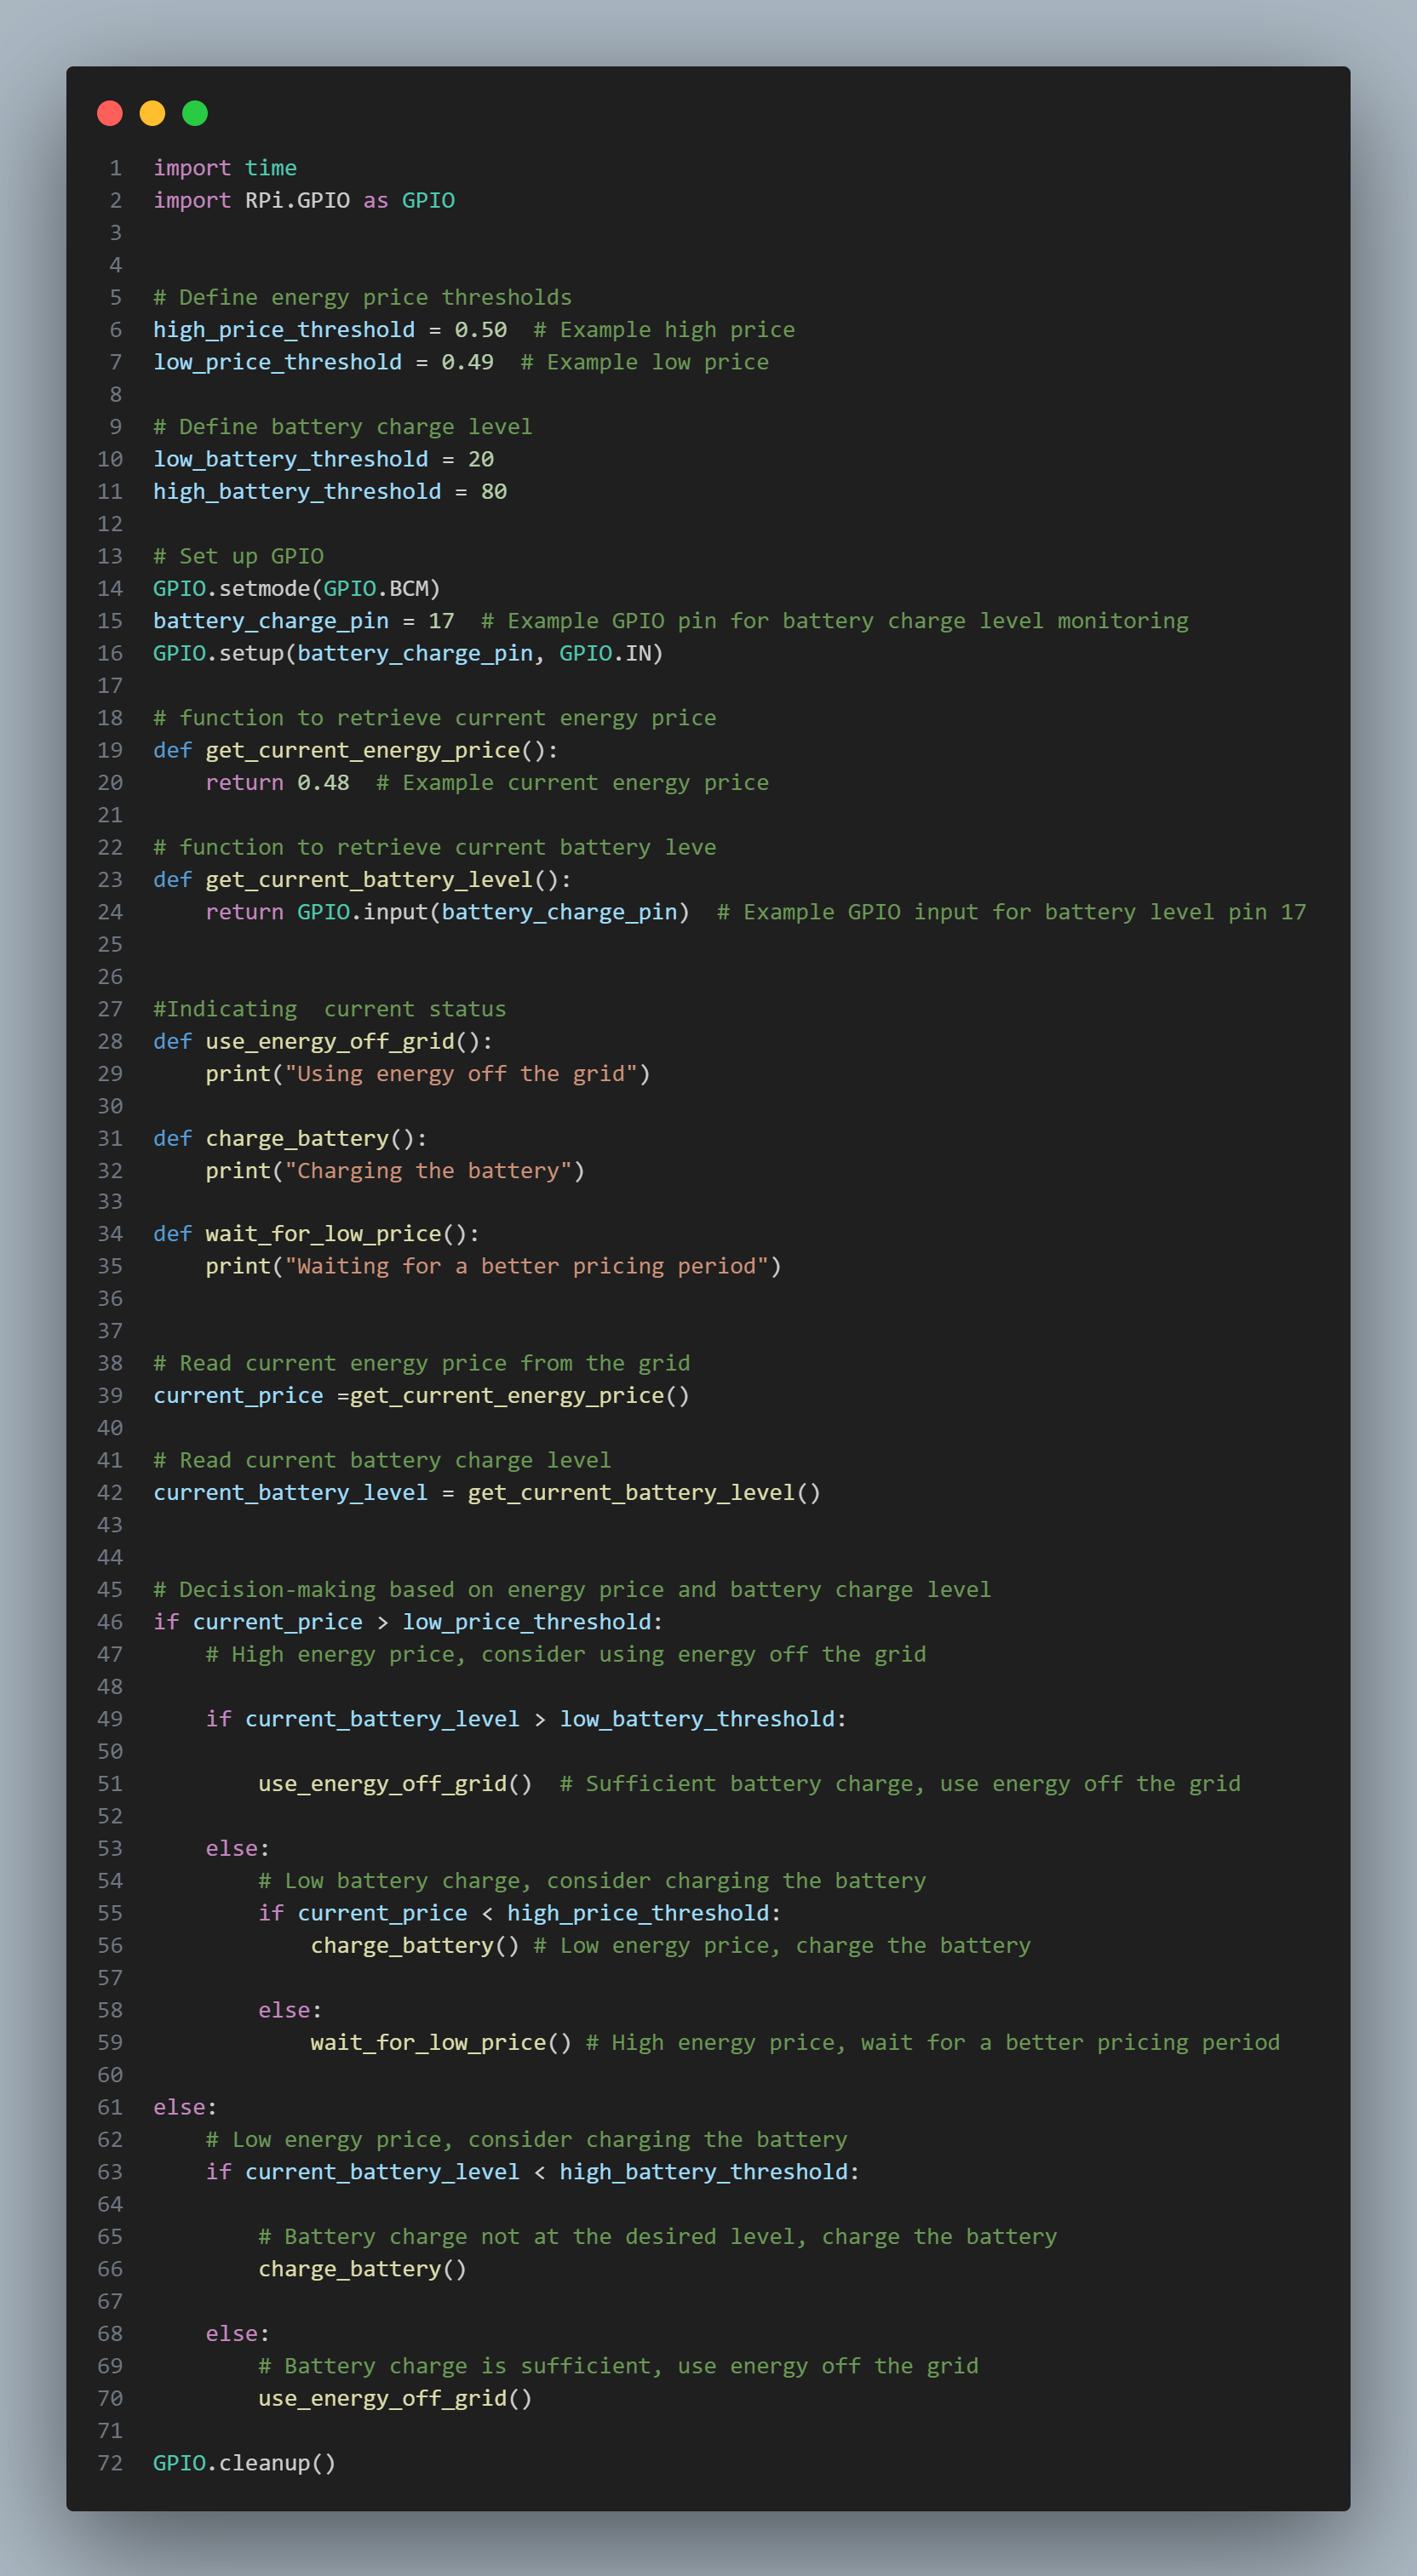 1 import time
2 import RPi.GPIO as GPIO
3
4
5 # Define energy price thresholds
6 high_price_threshold = 0.50  # Example high price
7 low_price_threshold = 0.49  # Example low price
8
9 # Define battery charge level
10 low_battery_threshold = 20
11 high_battery_threshold = 80
12
13 # Set up GPIO
14 GPIO.setmode(GPIO.BCM)
15 battery_charge_pin = 17  # Example GPIO pin for battery charge level monitoring
16 GPIO.setup(battery_charge_pin, GPIO.IN)
17
18 # function to retrieve current energy price
19 def get_current_energy_price():
20     return 0.48  # Example current energy price
21
22 # function to retrieve current battery leve
23 def get_current_battery_level():
24     return GPIO.input(battery_charge_pin)  # Example GPIO input for battery level pin 17
25
26
27 #Indicating  current status
28 def use_energy_off_grid():
29     print("Using energy off the grid")
30
31 def charge_battery():
32     print("Charging the battery")
33
34 def wait_for_low_price():
35     print("Waiting for a better pricing period")
36
37
38 # Read current energy price from the grid
39 current_price =get_current_energy_price()
40
41 # Read current battery charge level
42 current_battery_level = get_current_battery_level()
43
44
45 # Decision-making based on energy price and battery charge level
46 if current_price > low_price_threshold:
47     # High energy price, consider using energy off the grid
48
49     if current_battery_level > low_battery_threshold:
50
51         use_energy_off_grid()  # Sufficient battery charge, use energy off the grid
52
53     else:
54         # Low battery charge, consider charging the battery
55         if current_price < high_price_threshold:
56             charge_battery() # Low energy price, charge the battery
57
58         else:
59             wait_for_low_price() # High energy price, wait for a better pricing period
60
61 else:
62     # Low energy price, consider charging the battery
63     if current_battery_level < high_battery_threshold:
64
65         # Battery charge not at the desired level, charge the battery
66         charge_battery()
67
68     else:
69         # Battery charge is sufficient, use energy off the grid
70         use_energy_off_grid()
71
72 GPIO.cleanup()